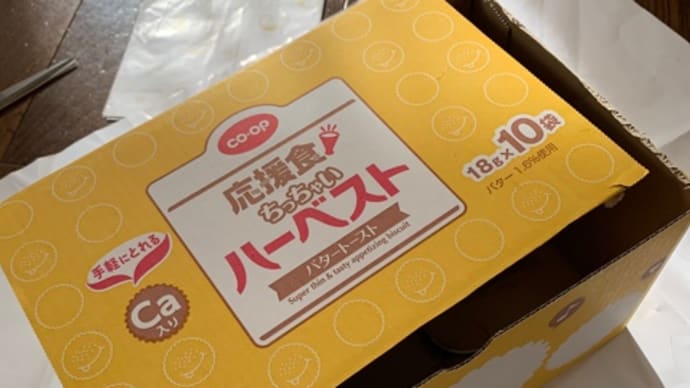 CO・OP
応援食
ちっちゃい
ハーベスト
バタートースト
Super thin & tasty appetizing biscuit
18g×10袋
バター1.6%使用
手軽にとれる
Ca
入り